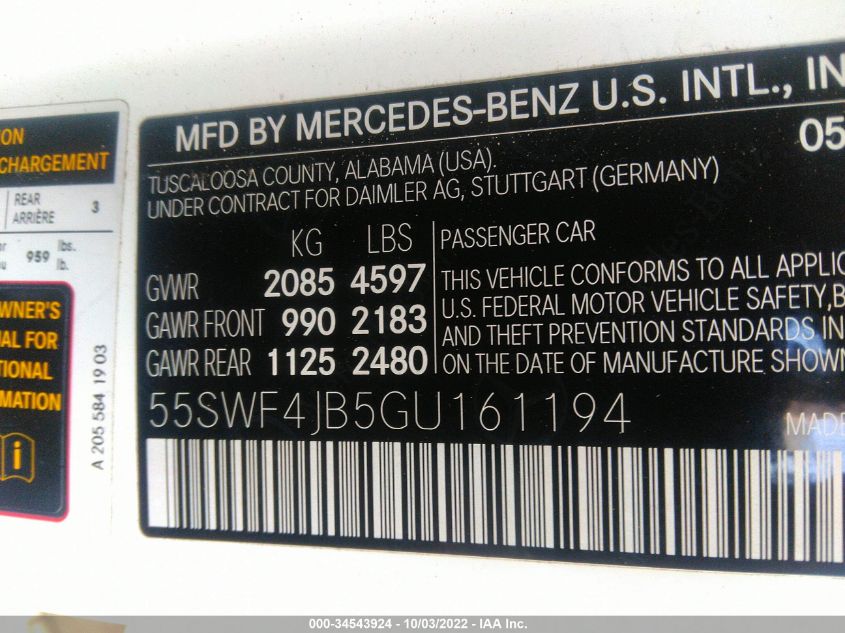 ON
CHARGEMENT
REAR
ARRIÈRE 3
or
ou 959 lbs.
lb.
OWNER'S
UAL FOR
TIONAL
RMATION
A 205 584 19 03
MFD BY MERCEDES-BENZ U.S. INTL., IN
05
TUSCALOOSA COUNTY, ALABAMA (USA).
UNDER CONTRACT FOR DAIMLER AG, STUTTGART (GERMANY)
KG LBS
GVWR 2085 4597
GAWR FRONT 990 2183
GAWR REAR 1125 2480
PASSENGER CAR
THIS VEHICLE CONFORMS TO ALL APPLIC
U.S. FEDERAL MOTOR VEHICLE SAFETY, B
AND THEFT PREVENTION STANDARDS IN
ON THE DATE OF MANUFACTURE SHOWN
55SWF4JB5GU161194
MADE
000-34543924 - 10/03/2022 - IAA Inc.